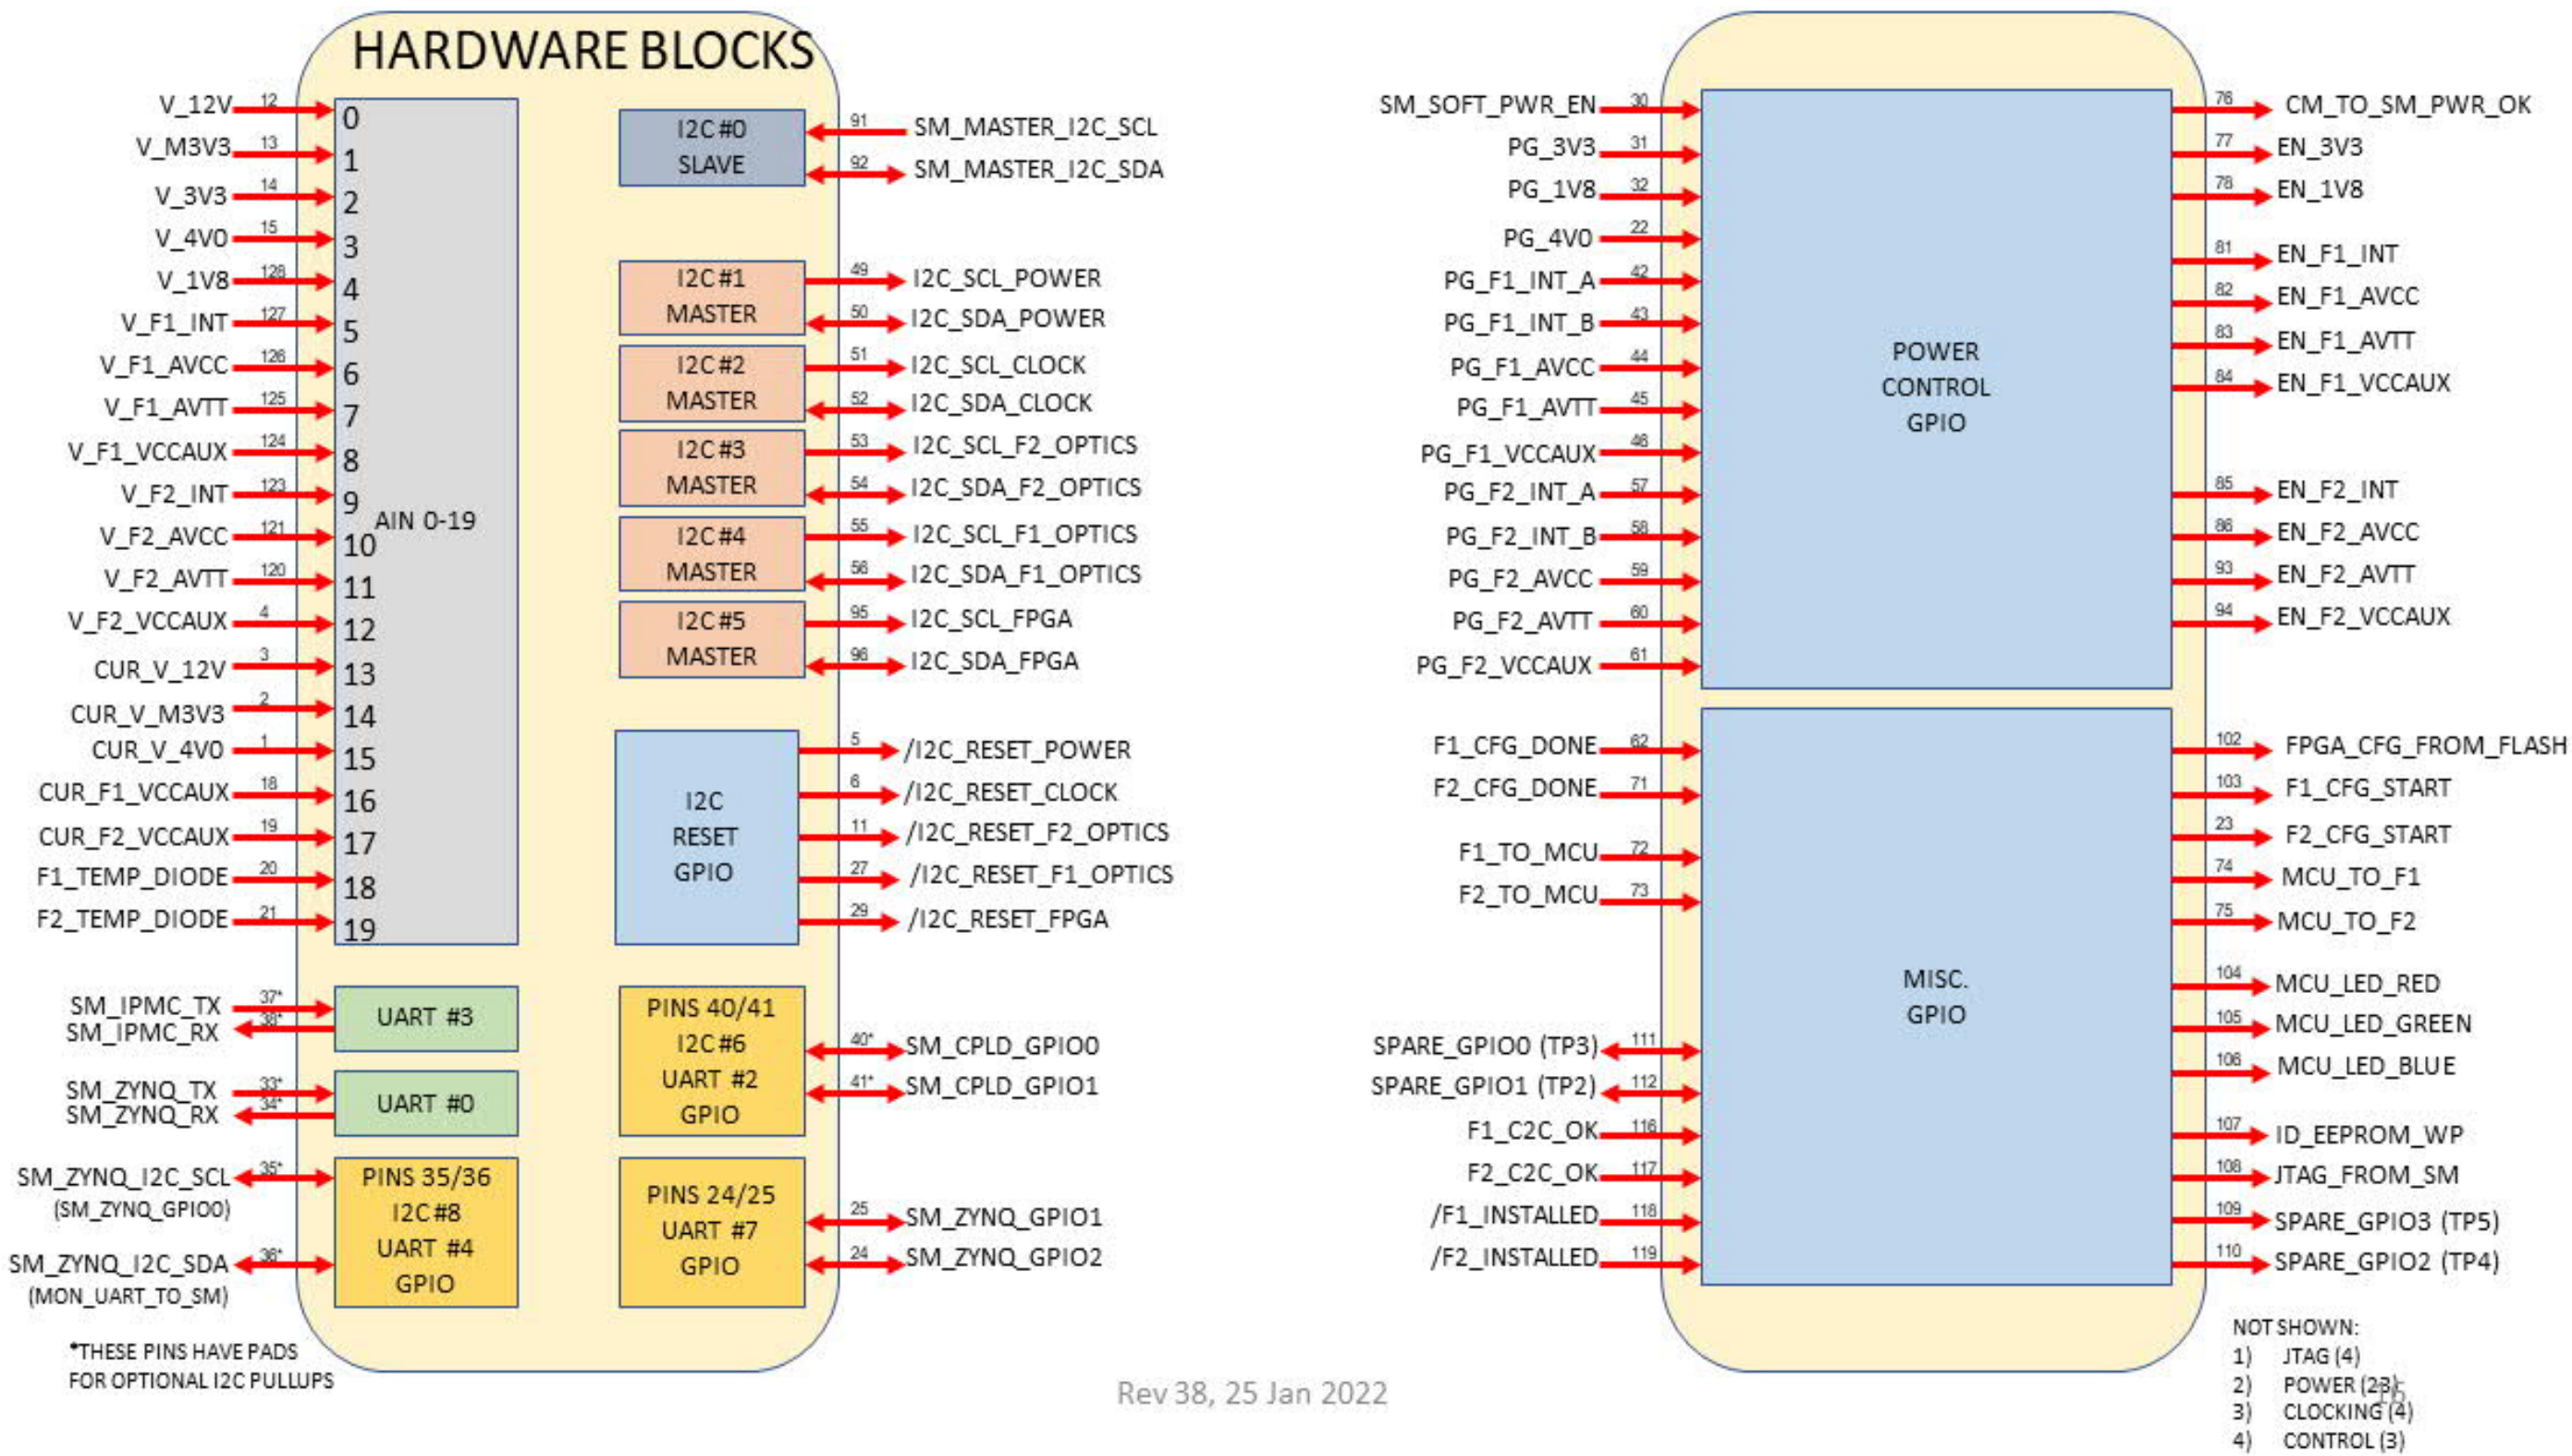 HARDWARE BLOCKS
V_12V 12 0
V_M3V3 13 1
V_3V3 14 2
V_4V0 15 3
V_1V8 128 4
V_F1_INT 127 5
V_F1_AVCC 126 6
V_F1_AVTT 125 7
V_F1_VCCAUX 124 8
V_F2_INT 123 9
AIN 0-19
V_F2_AVCC 121 10
V_F2_AVTT 120 11
V_F2_VCCAUX 4 12
CUR_V_12V 3 13
CUR_V_M3V3 2 14
CUR_V_4V0 1 15
CUR_F1_VCCAUX 18 16
CUR_F2_VCCAUX 19 17
F1_TEMP_DIODE 20 18
F2_TEMP_DIODE 21 19
SM_IPMC_TX 37*
SM_IPMC_RX 38*
UART #3
SM_ZYNQ_TX 33*
SM_ZYNQ_RX 34*
UART #0
SM_ZYNQ_I2C_SCL 35*
(SM_ZYNQ_GPIO0)
SM_ZYNQ_I2C_SDA 36*
(MON_UART_TO_SM)
PINS 35/36
I2C #8
UART #4
GPIO
*THESE PINS HAVE PADS
FOR OPTIONAL I2C PULLUPS
I2C #0
SLAVE
91 SM_MASTER_I2C_SCL
92 SM_MASTER_I2C_SDA
I2C #1
MASTER
49 I2C_SCL_POWER
50 I2C_SDA_POWER
I2C #2
MASTER
51 I2C_SCL_CLOCK
52 I2C_SDA_CLOCK
I2C #3
MASTER
53 I2C_SCL_F2_OPTICS
54 I2C_SDA_F2_OPTICS
I2C #4
MASTER
55 I2C_SCL_F1_OPTICS
56 I2C_SDA_F1_OPTICS
I2C #5
MASTER
95 I2C_SCL_FPGA
96 I2C_SDA_FPGA
I2C
RESET
GPIO
5 /I2C_RESET_POWER
6 /I2C_RESET_CLOCK
11 /I2C_RESET_F2_OPTICS
27 /I2C_RESET_F1_OPTICS
29 /I2C_RESET_FPGA
PINS 40/41
I2C #6
UART #2
GPIO
40* SM_CPLD_GPIO0
41* SM_CPLD_GPIO1
PINS 24/25
UART #7
GPIO
25 SM_ZYNQ_GPIO1
24 SM_ZYNQ_GPIO2
SM_SOFT_PWR_EN 30
PG_3V3 31
PG_1V8 32
PG_4V0 22
PG_F1_INT_A 42
PG_F1_INT_B 43
PG_F1_AVCC 44
PG_F1_AVTT 45
PG_F1_VCCAUX 46
PG_F2_INT_A 57
PG_F2_INT_B 58
PG_F2_AVCC 59
PG_F2_AVTT 60
PG_F2_VCCAUX 61
POWER
CONTROL
GPIO
76 CM_TO_SM_PWR_OK
77 EN_3V3
78 EN_1V8
81 EN_F1_INT
82 EN_F1_AVCC
83 EN_F1_AVTT
84 EN_F1_VCCAUX
85 EN_F2_INT
86 EN_F2_AVCC
93 EN_F2_AVTT
94 EN_F2_VCCAUX
F1_CFG_DONE 62
F2_CFG_DONE 71
F1_TO_MCU 72
F2_TO_MCU 73
SPARE_GPIO0 (TP3) 111
SPARE_GPIO1 (TP2) 112
F1_C2C_OK 116
F2_C2C_OK 117
/F1_INSTALLED 118
/F2_INSTALLED 119
MISC.
GPIO
102 FPGA_CFG_FROM_FLASH
103 F1_CFG_START
23 F2_CFG_START
74 MCU_TO_F1
75 MCU_TO_F2
104 MCU_LED_RED
105 MCU_LED_GREEN
106 MCU_LED_BLUE
107 ID_EEPROM_WP
108 JTAG_FROM_SM
109 SPARE_GPIO3 (TP5)
110 SPARE_GPIO2 (TP4)
NOT SHOWN:
1) JTAG (4)
2) POWER (23)
3) CLOCKING (4)
4) CONTROL (3)
Rev 38, 25 Jan 2022